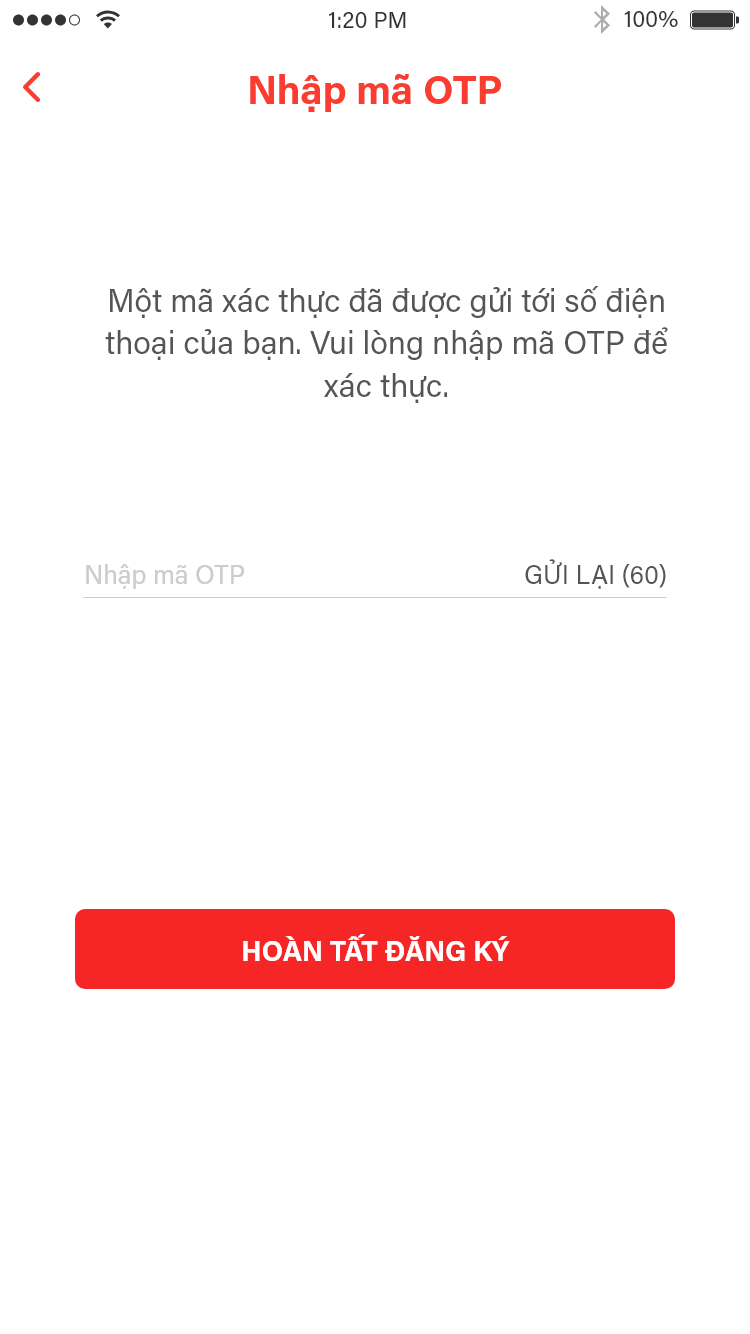 1:20 PM
100%
Nhập mã OTP
Một mã xác thực đã được gửi tới số điện
thoại của bạn. Vui lòng nhập mã OTP để
xác thực.
Nhập mã OTP
GỬI LẠI (60)
HOÀN TẤT ĐĂNG KÝ